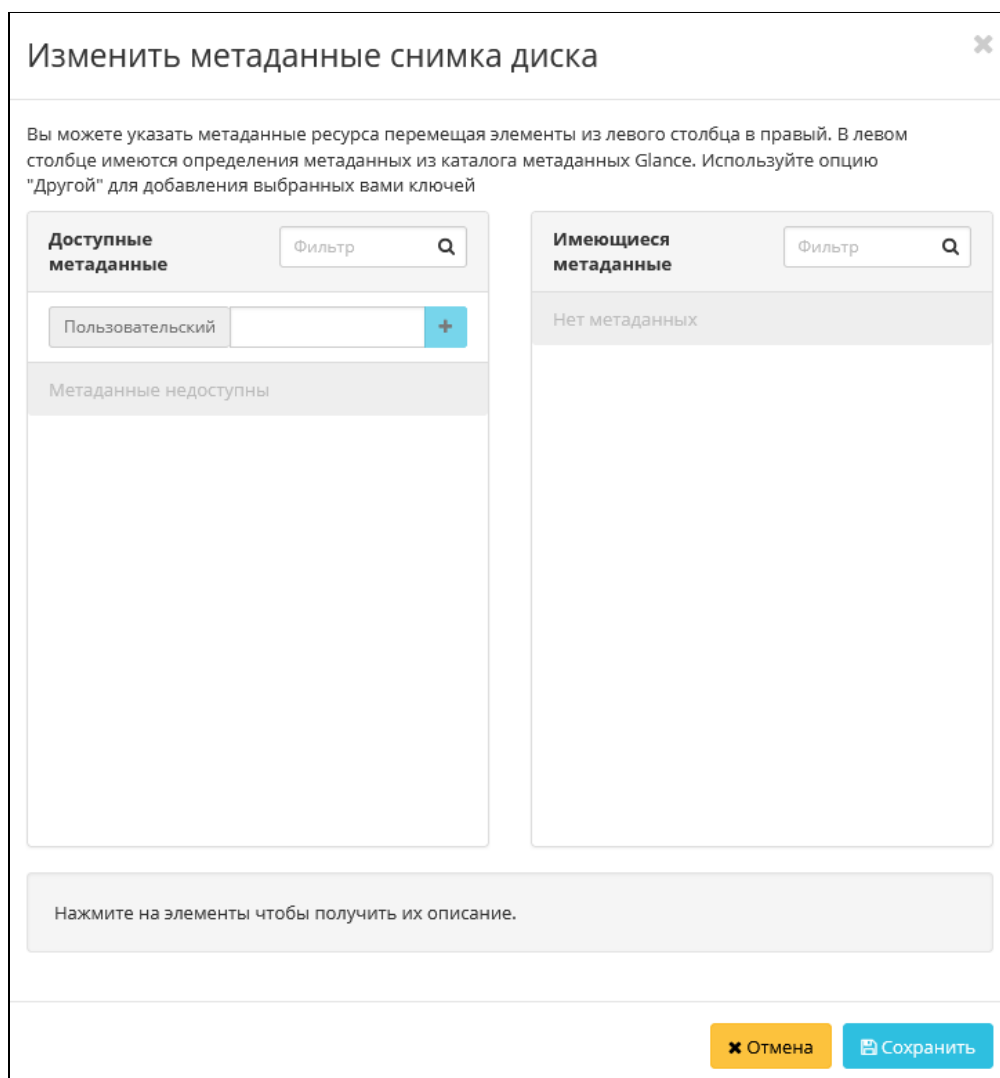 Изменить метаданные снимка диска
Вы можете указать метаданные ресурса перемещая элементы из левого столбца в правый. В левом
столбце имеются определения метаданных из каталога метаданных Glance. Используйте опцию
"Другой" для добавления выбранных вами ключей
Доступные
метаданные
Фильтр
Пользовательский
Метаданные недоступны
Имеющиеся
метаданные
Фильтр
Нет метаданных
Нажмите на элементы чтобы получить их описание.
Отмена
Сохранить